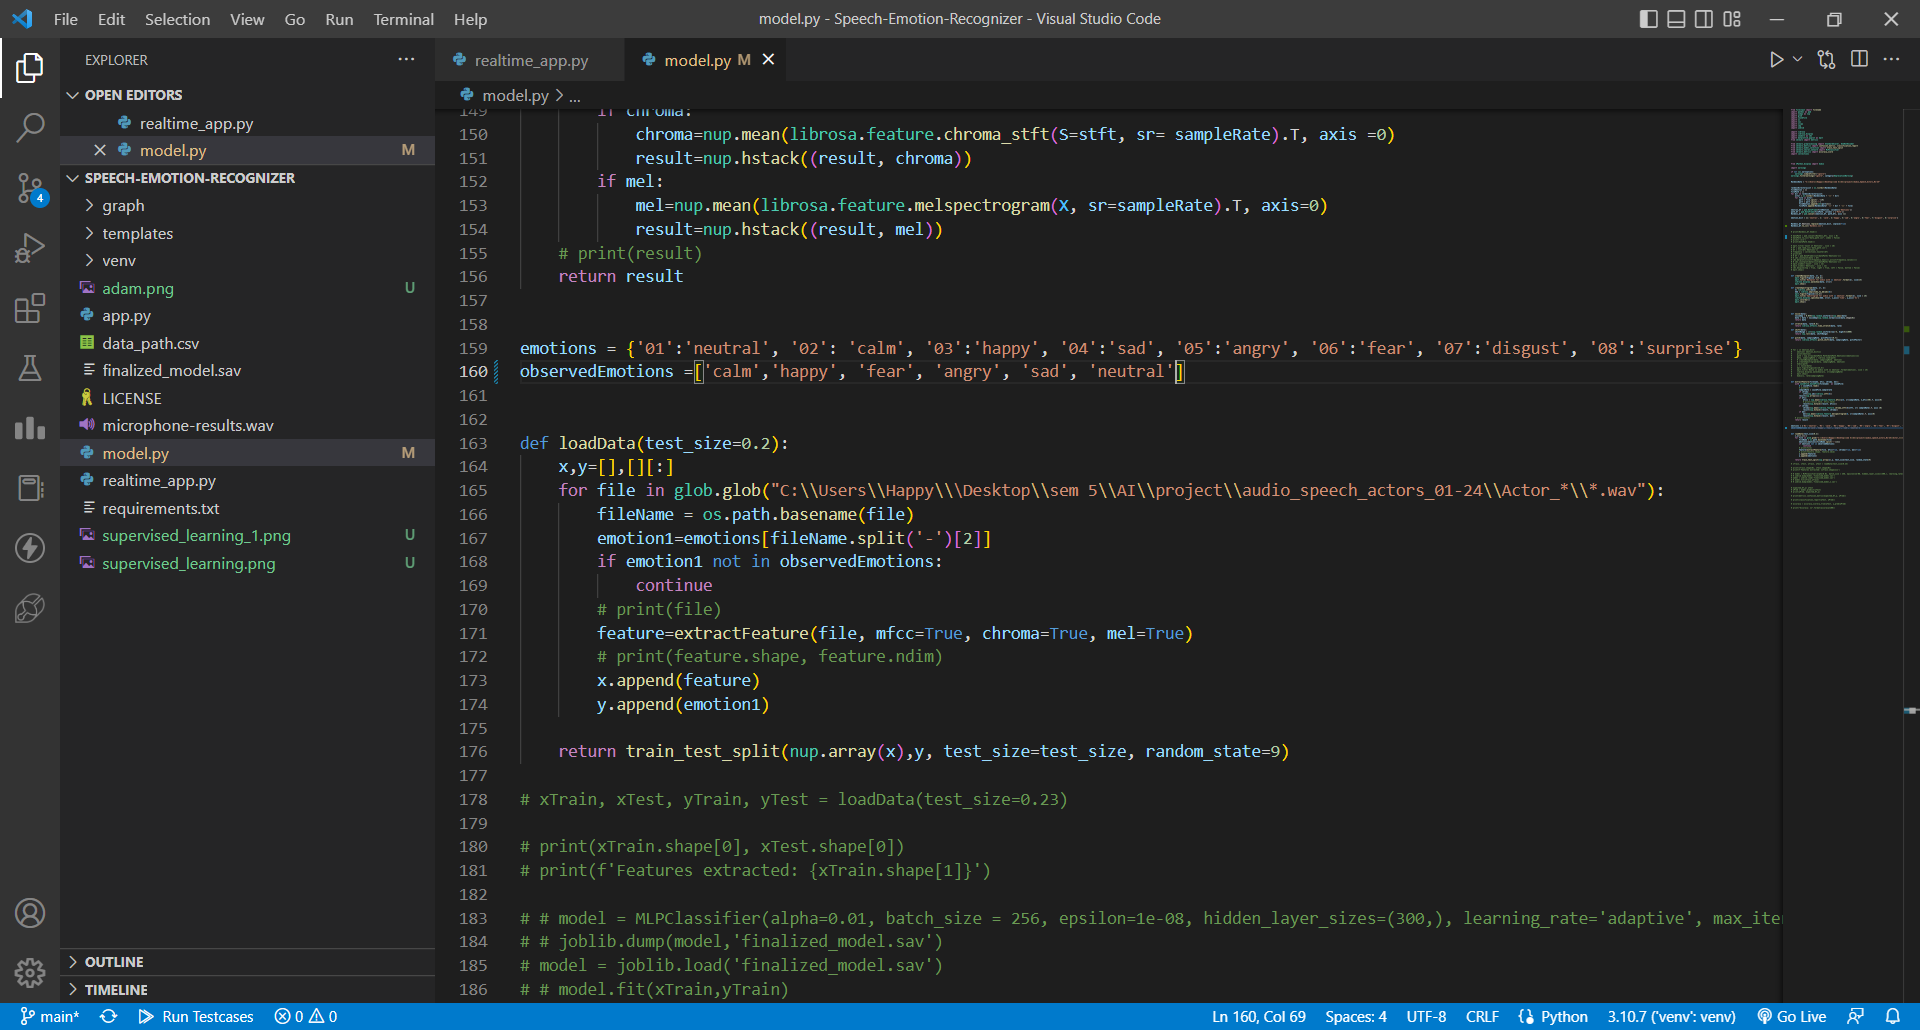 File Edit Selection View Go Run Terminal Help
model.py - Speech-Emotion-Recognizer - Visual Studio Code
EXPLORER
OPEN EDITORS
realtime_app.py
model.py M
SPEECH-EMOTION-RECOGNIZER
graph
templates
venv
adam.png U
app.py
data_path.csv
finalized_model.sav
LICENSE
microphone-results.wav
model.py M
realtime_app.py
requirements.txt
supervised_learning_1.png U
supervised_learning.png U
OUTLINE
TIMELINE
4
realtime_app.py
model.py M
model.py > ...
149 if chroma:
150 chroma=nup.mean(librosa.feature.chroma_stft(S=stft, sr= sampleRate).T, axis =0)
151 result=nup.hstack((result, chroma))
152 if mel:
153 mel=nup.mean(librosa.feature.melspectrogram(X, sr=sampleRate).T, axis=0)
154 result=nup.hstack((result, mel))
155 # print(result)
156 return result
157
158
159 emotions = {'01':'neutral', '02': 'calm', '03':'happy', '04':'sad', '05':'angry', '06':'fear', '07':'disgust', '08':'surprise'}
160 observedEmotions =['calm','happy', 'fear', 'angry', 'sad', 'neutral']
161
162
163 def loadData(test_size=0.2):
164 x,y=[],[][:]
165 for file in glob.glob("C:\\Users\\Happy\\\Desktop\\sem 5\\AI\\project\\audio_speech_actors_01-24\\Actor_*\\*.wav"):
166 fileName = os.path.basename(file)
167 emotion1=emotions[fileName.split('-')[2]]
168 if emotion1 not in observedEmotions:
169 continue
170 # print(file)
171 feature=extractFeature(file, mfcc=True, chroma=True, mel=True)
172 # print(feature.shape, feature.ndim)
173 x.append(feature)
174 y.append(emotion1)
175
176 return train_test_split(nup.array(x),y, test_size=test_size, random_state=9)
177
178 # xTrain, xTest, yTrain, yTest = loadData(test_size=0.23)
179
180 # print(xTrain.shape[0], xTest.shape[0])
181 # print(f'Features extracted: {xTrain.shape[1]}')
182
183 # # model = MLPClassifier(alpha=0.01, batch_size = 256, epsilon=1e-08, hidden_layer_sizes=(300,), learning_rate='adaptive', max_ite
184 # # joblib.dump(model,'finalized_model.sav')
185 # model = joblib.load('finalized_model.sav')
186 # # model.fit(xTrain,yTrain)
main* Run Testcases 0 0 Ln 160, Col 69 Spaces: 4 UTF-8 CRLF Python 3.10.7 ('venv': venv) Go Live